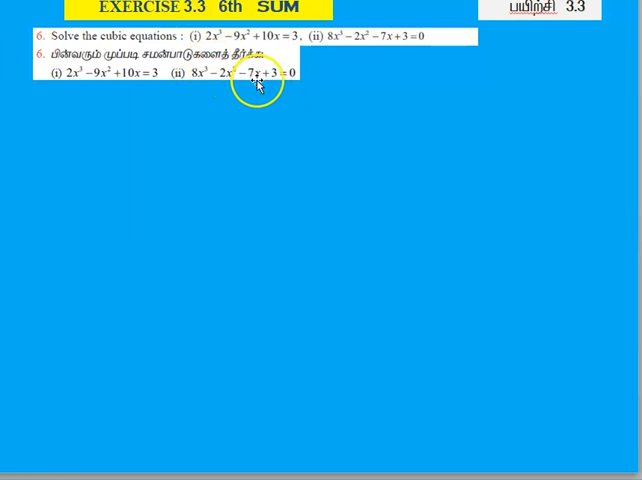 EXERCISE 3.3 6th SUM
பயிற்சி 3.3
6. Solve the cubic equations : (i) 2x³ − 9x² + 10x = 3, (ii) 8x³ − 2x² − 7x + 3 = 0
6. பின்வரும் முப்படி சமன்பாடுகளைத் தீர்க்க:
(i) 2x³ − 9x² + 10x = 3 (ii) 8x³ − 2x² − 7x + 3 = 0